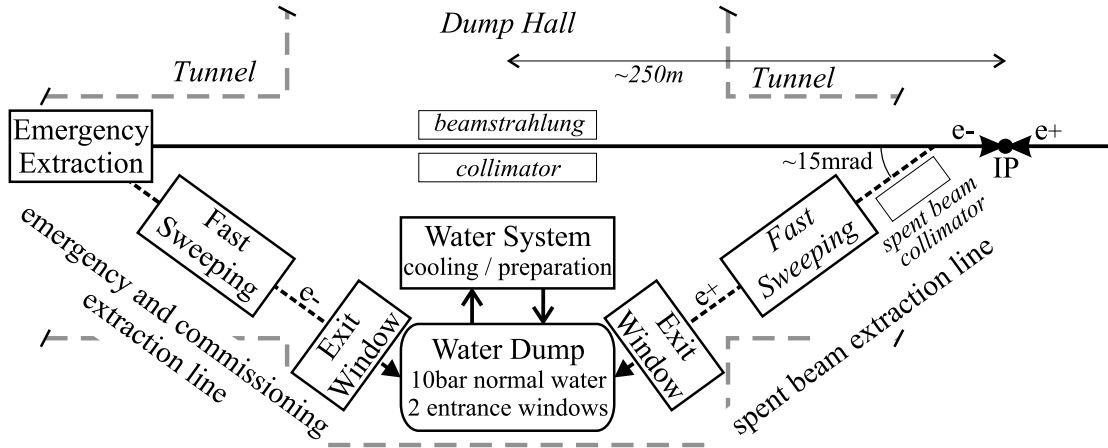 Dump Hall
Tunnel
~250m
Tunnel
Emergency
Extraction
beamstrahlung
collimator
e-
e+
IP
~15mrad
Fast
Sweeping
Fast
Sweeping
spent beam
collimator
Water System
cooling / preparation
e-
e+
Exit
Window
Exit
Window
Water Dump
10bar normal water
2 entrance windows
emergency and commissioning
extraction line
spent beam extraction line